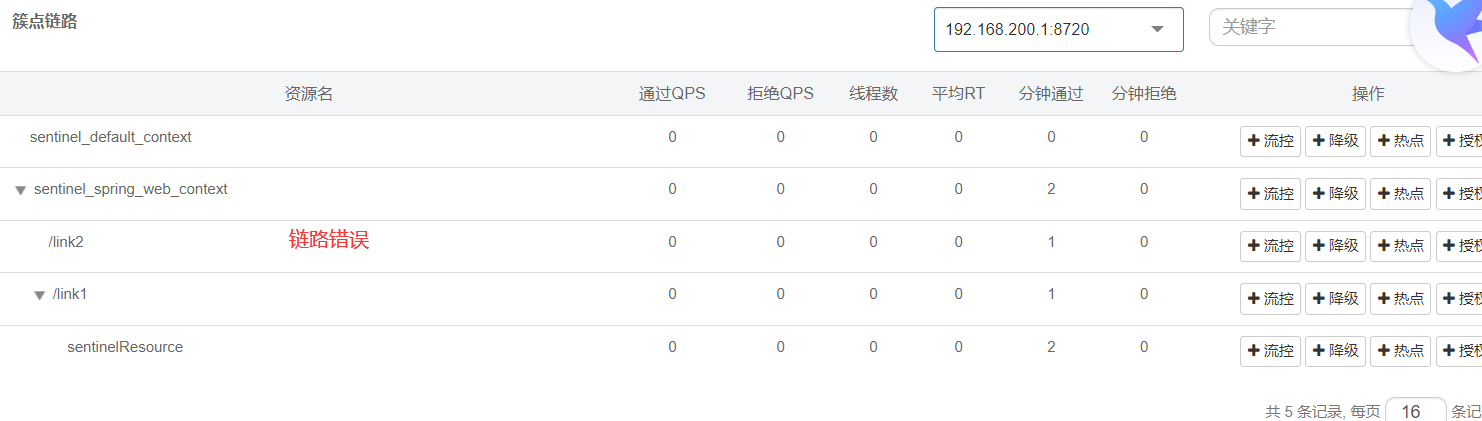 簇点链路
192.168.200.1:8720
关键字
资源名 通过QPS 拒绝QPS 线程数 平均RT 分钟通过 分钟拒绝 操作
sentinel_default_context 0 0 0 0 0 0 流控 降级 热点 授权
sentinel_spring_web_context 0 0 0 0 2 0 流控 降级 热点 授权
/link2 链路错误 0 0 0 0 1 0 流控 降级 热点 授权
/link1 0 0 0 0 1 0 流控 降级 热点 授权
sentinelResource 0 0 0 0 2 0 流控 降级 热点 授权
共 5 条记录, 每页 16 条记